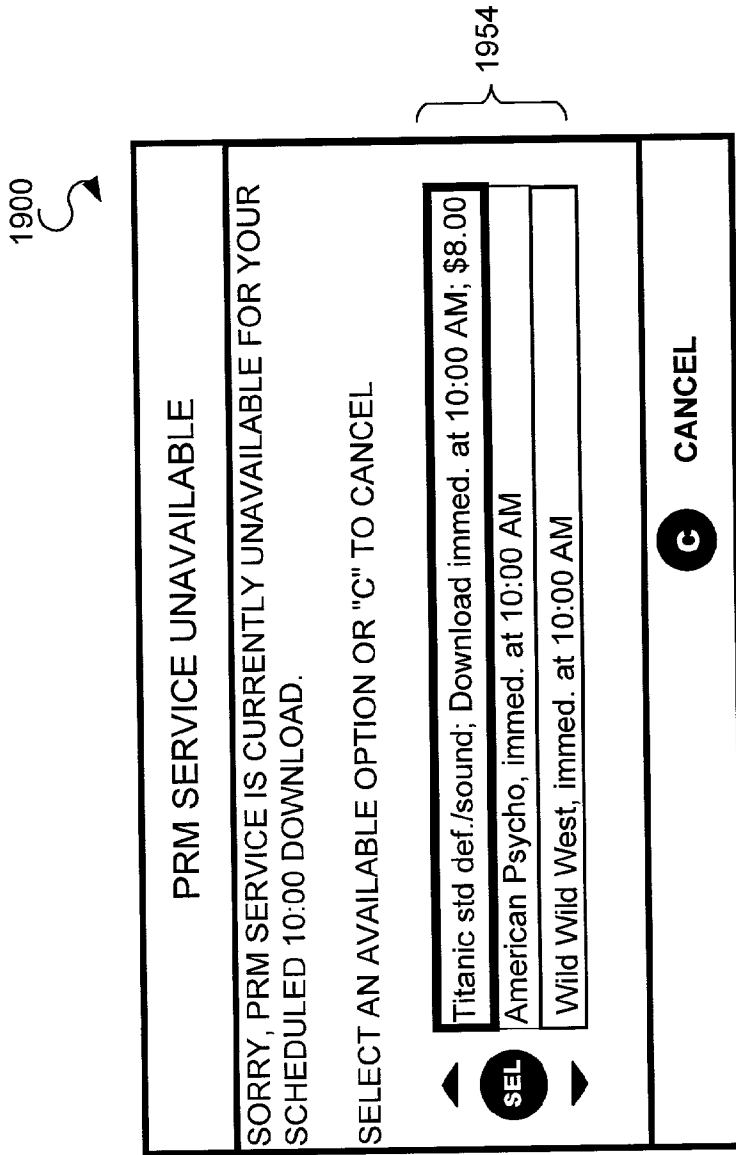 1900
PRM SERVICE UNAVAILABLE
SORRY, PRM SERVICE IS CURRENTLY UNAVAILABLE FOR YOUR
SCHEDULED 10:00 DOWNLOAD.
SELECT AN AVAILABLE OPTION OR "C" TO CANCEL
SEL
Titanic std def./sound; Download immed. at 10:00 AM; $8.00
American Psycho, immed. at 10:00 AM
Wild Wild West, immed. at 10:00 AM
1954
C CANCEL